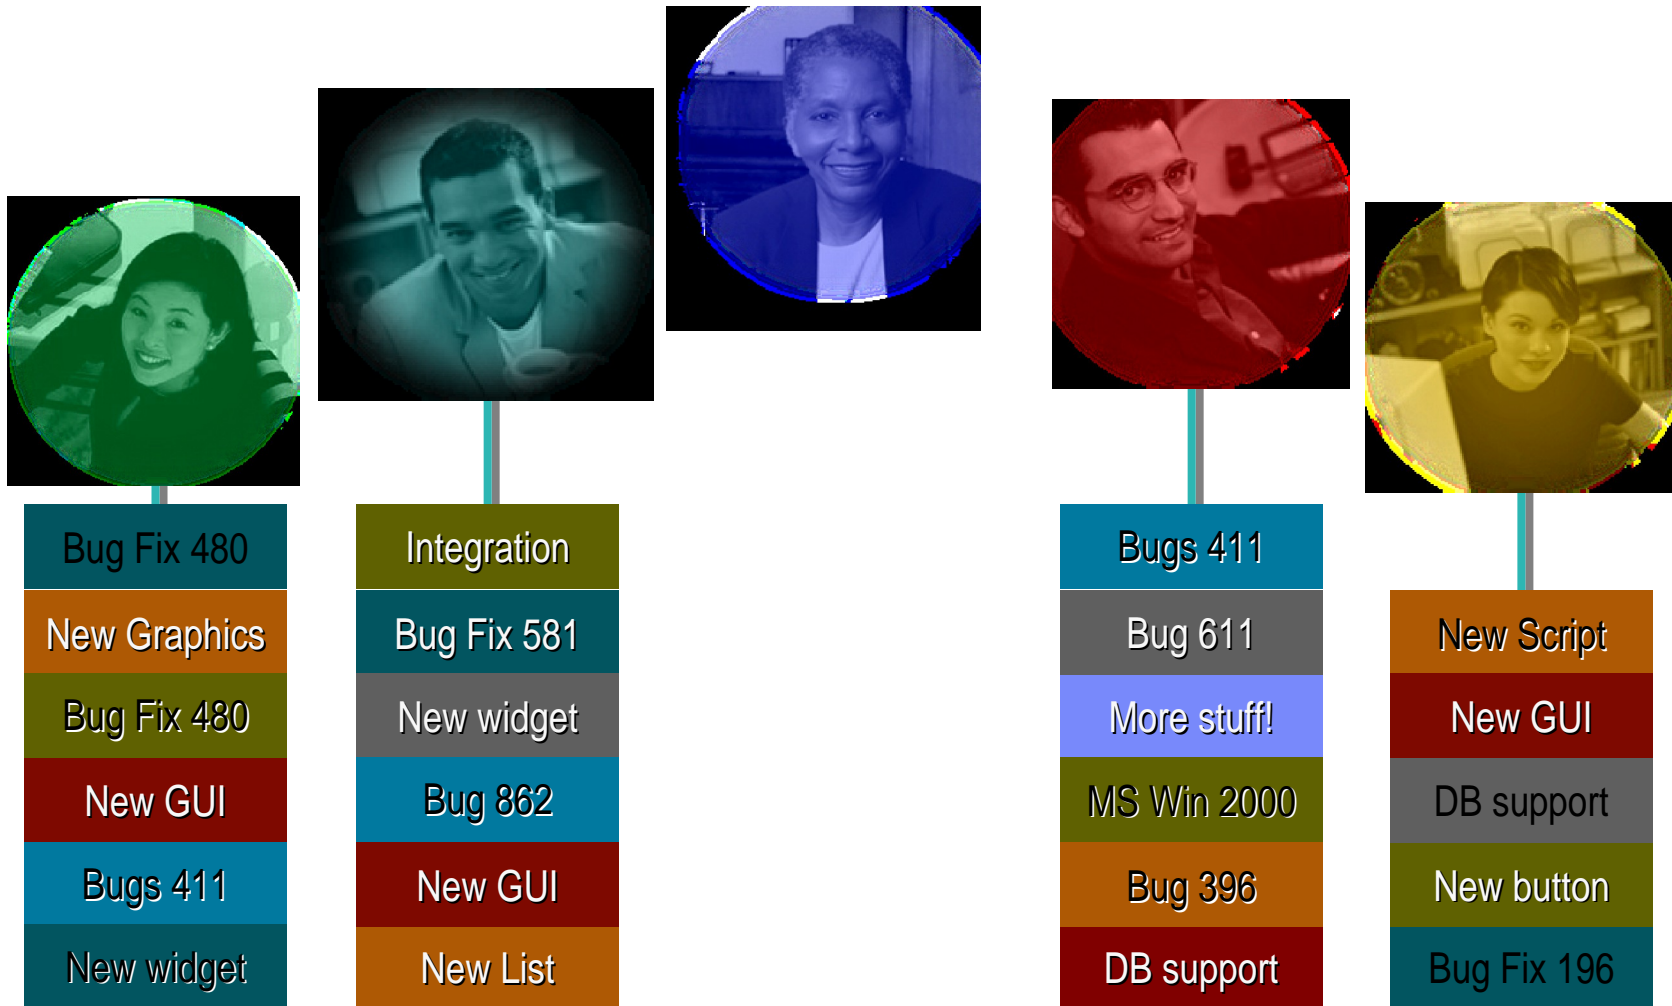 Bug Fix 480
New Graphics
Bug Fix 480
New GUI
Bugs 411
New widget
Integration
Bug Fix 581
New widget
Bug 862
New GUI
New List
Bugs 411
Bug 611
More stuff!
MS Win 2000
Bug 396
DB support
New Script
New GUI
DB support
New button
Bug Fix 196